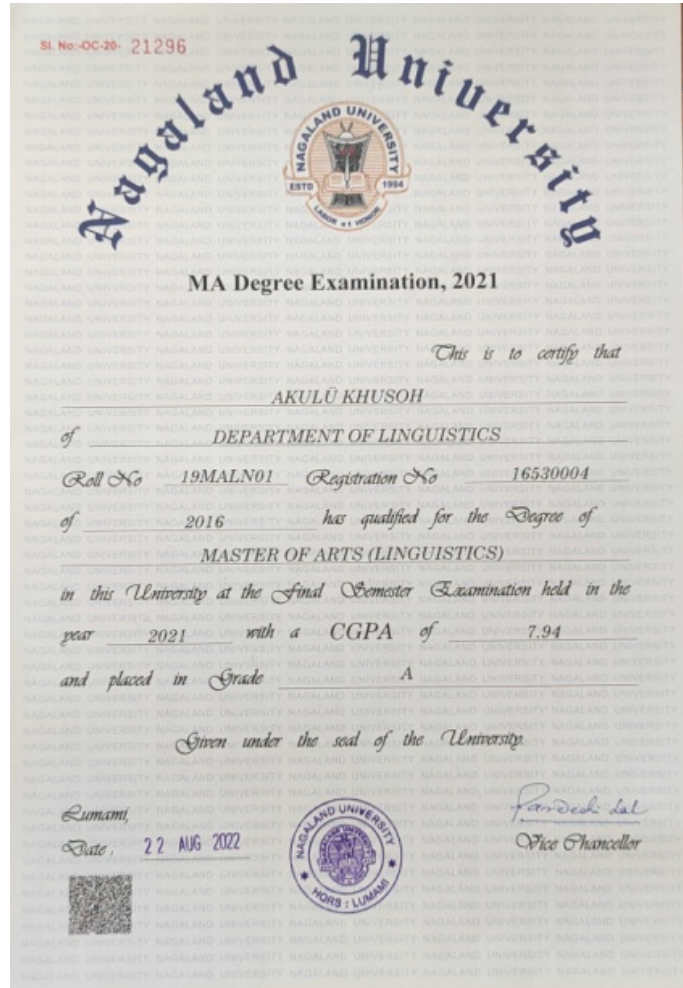 Sl. No:-OC-20- 21296
Nagaland University
NAGALAND UNIVERSITY
ESTD 1994
LABOR et HONOR
MA Degree Examination, 2021
This is to certify that
AKULÜ KHUSOH
of DEPARTMENT OF LINGUISTICS
Roll No 19MALN01 Registration No 16530004
of 2016 has qualified for the Degree of
MASTER OF ARTS (LINGUISTICS)
in this University at the Final Semester Examination held in the
year 2021 with a CGPA of 7.94
and placed in Grade A
Given under the seal of the University.
Lumami,
Date : 22 AUG 2022
NAGALAND UNIVERSITY
HQRS : LUMAMI
Vice Chancellor